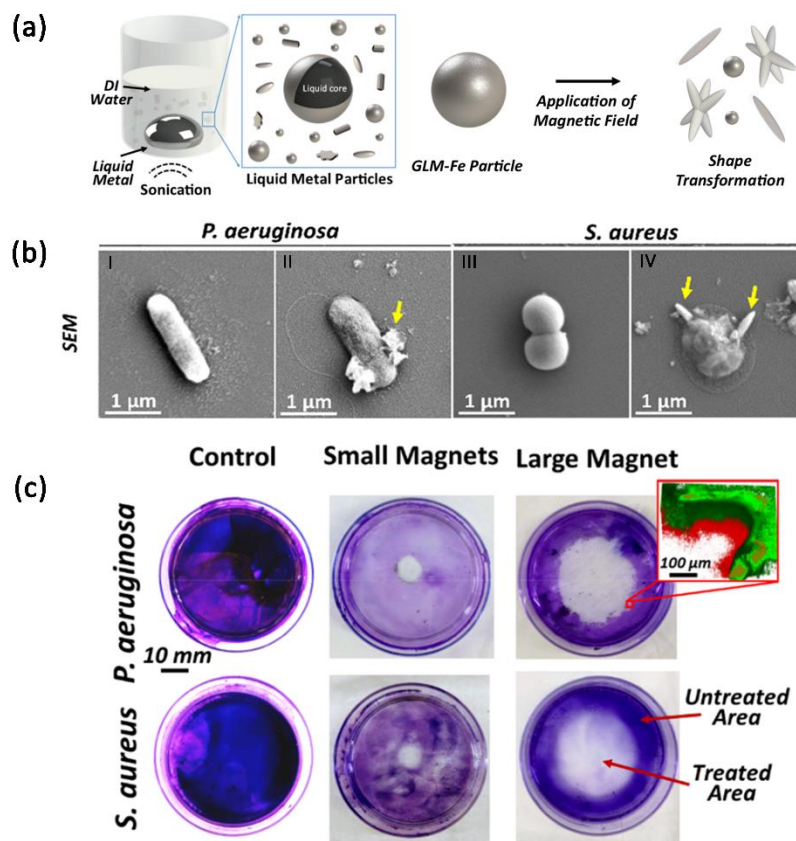 (a)
DI
Water
Liquid
Metal
Sonication
Liquid core
Liquid Metal Particles
GLM-Fe Particle
Application of
Magnetic Field
Shape
Transformation
(b)
P. aeruginosa
S. aureus
SEM
I
II
III
IV
1 μm
1 μm
1 μm
1 μm
(c)
Control
Small Magnets
Large Magnet
P. aeruginosa
100 μm
10 mm
S. aureus
Untreated
Area
Treated
Area